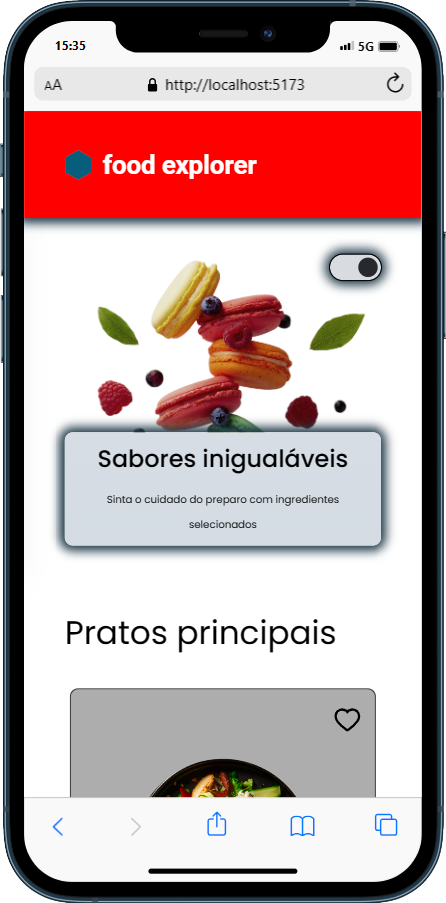 15:35
5G
AA http://localhost:5173
food explorer
Sabores inigualáveis
Sinta o cuidado do preparo com ingredientes
selecionados
Pratos principais